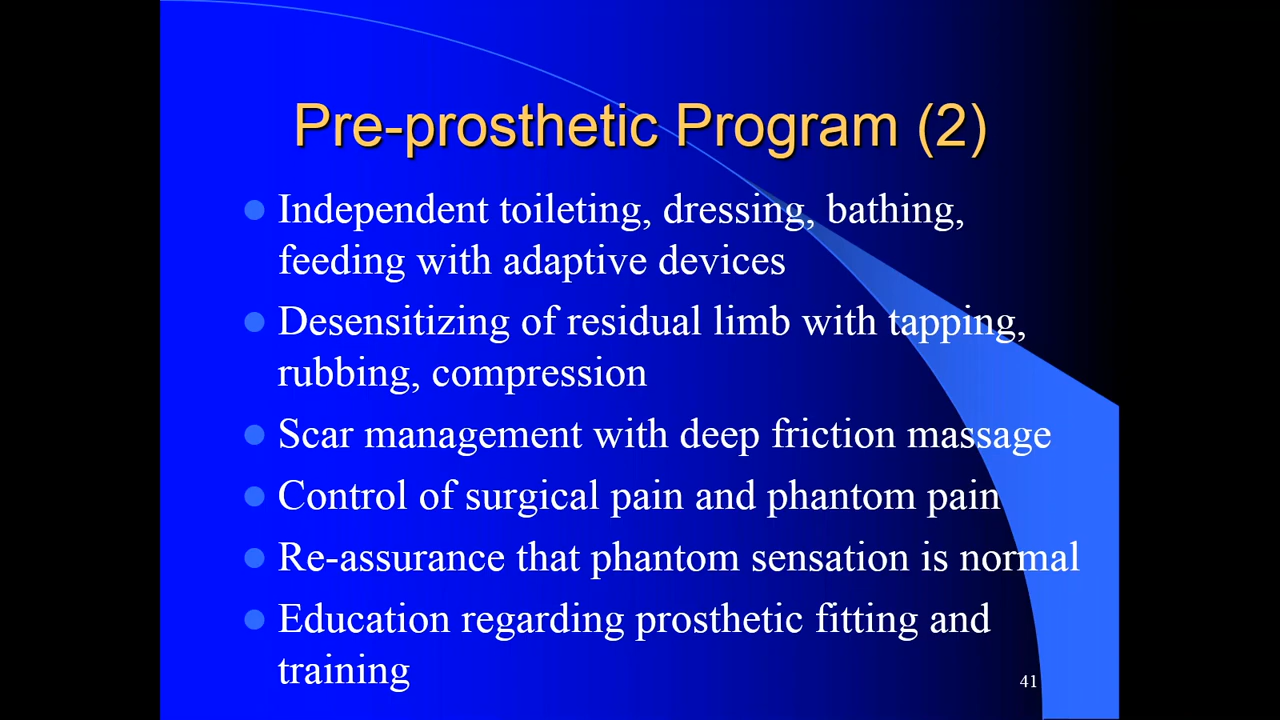 Pre-prosthetic Program (2)
Independent toileting, dressing, bathing,
feeding with adaptive devices
Desensitizing of residual limb with tapping,
rubbing, compression
Scar management with deep friction massage
Control of surgical pain and phantom pain
Re-assurance that phantom sensation is normal
Education regarding prosthetic fitting and
training
41